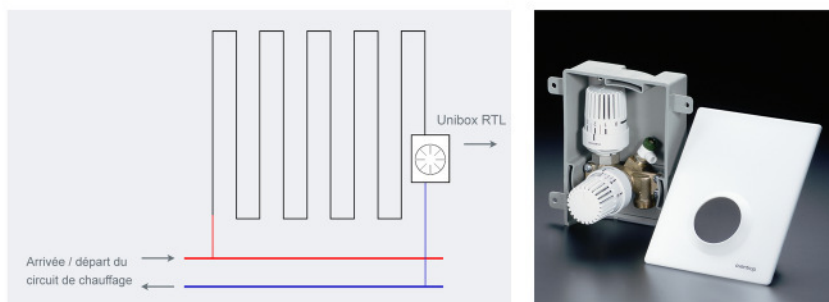 Unibox RTL
Arrivée / départ du
circuit de chauffage